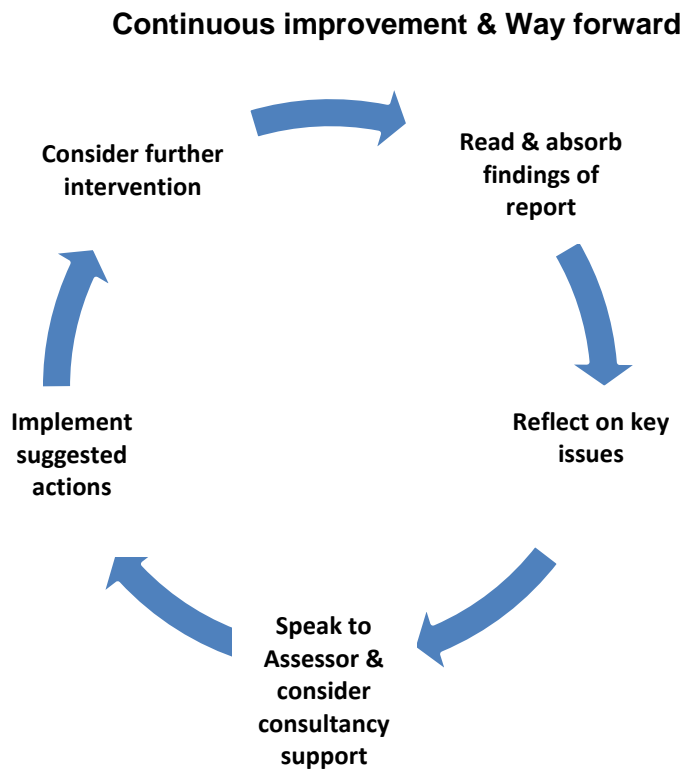 Continuous improvement & Way forward
Read & absorb
findings of
report
Reflect on key
issues
Speak to
Assessor &
consider
consultancy
support
Implement
suggested
actions
Consider further
intervention